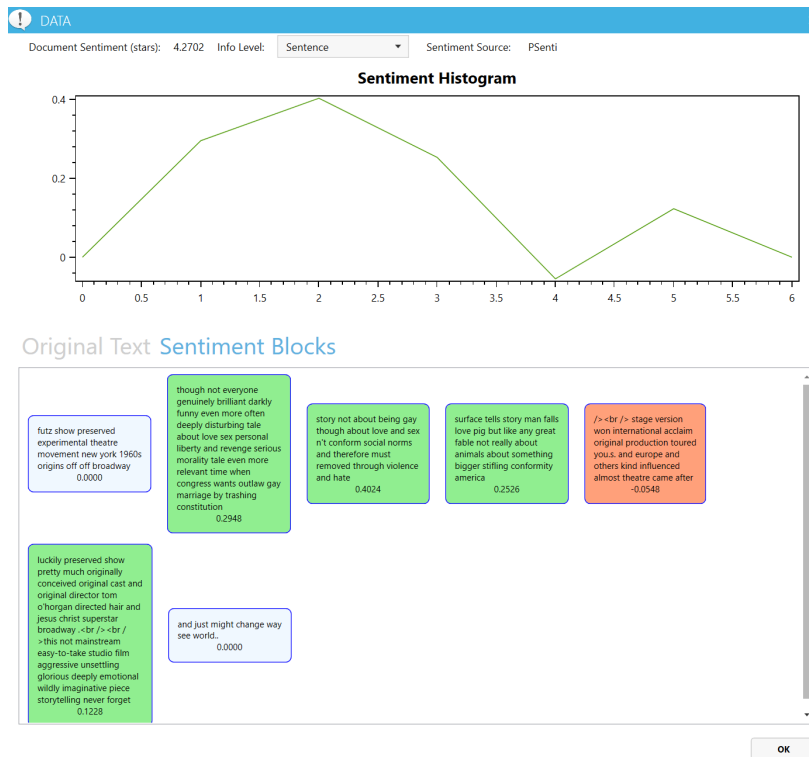 DATA
Document Sentiment (stars): 4.2702 Info Level: Sentence Sentiment Source: PSenti
Sentiment Histogram
0.4
0.2
0
0 0.5 1 1.5 2 2.5 3 3.5 4 4.5 5 5.5 6
Original Text Sentiment Blocks
futz show preserved
experimental theatre
movement new york 1960s
origins off off broadway
0.0000
though not everyone
genuinely brilliant darkly
funny even more often
deeply disturbing tale
about love sex personal
liberty and revenge serious
morality tale even more
relevant time when
congress wants outlaw gay
marriage by trashing
constitution
0.2948
story not about being gay
though about love and sex
n't conform social norms
and therefore must
removed through violence
and hate
0.4024
surface tells story man falls
love pig but like any great
fable not really about
animals about something
bigger stifling conformity
america
0.2526
/> <br /> stage version
won international acclaim
original production toured
you.s. and europe and
others kind influenced
almost theatre came after
-0.0548
luckily preserved show
pretty much originally
conceived original cast and
original director tom
o'horgan directed hair and
jesus christ superstar
broadway .<br /><br /
>this not mainstream
easy-to-take studio film
aggressive unsettling
glorious deeply emotional
wildly imaginative piece
storytelling never forget
0.1228
and just might change way
see world..
0.0000
OK